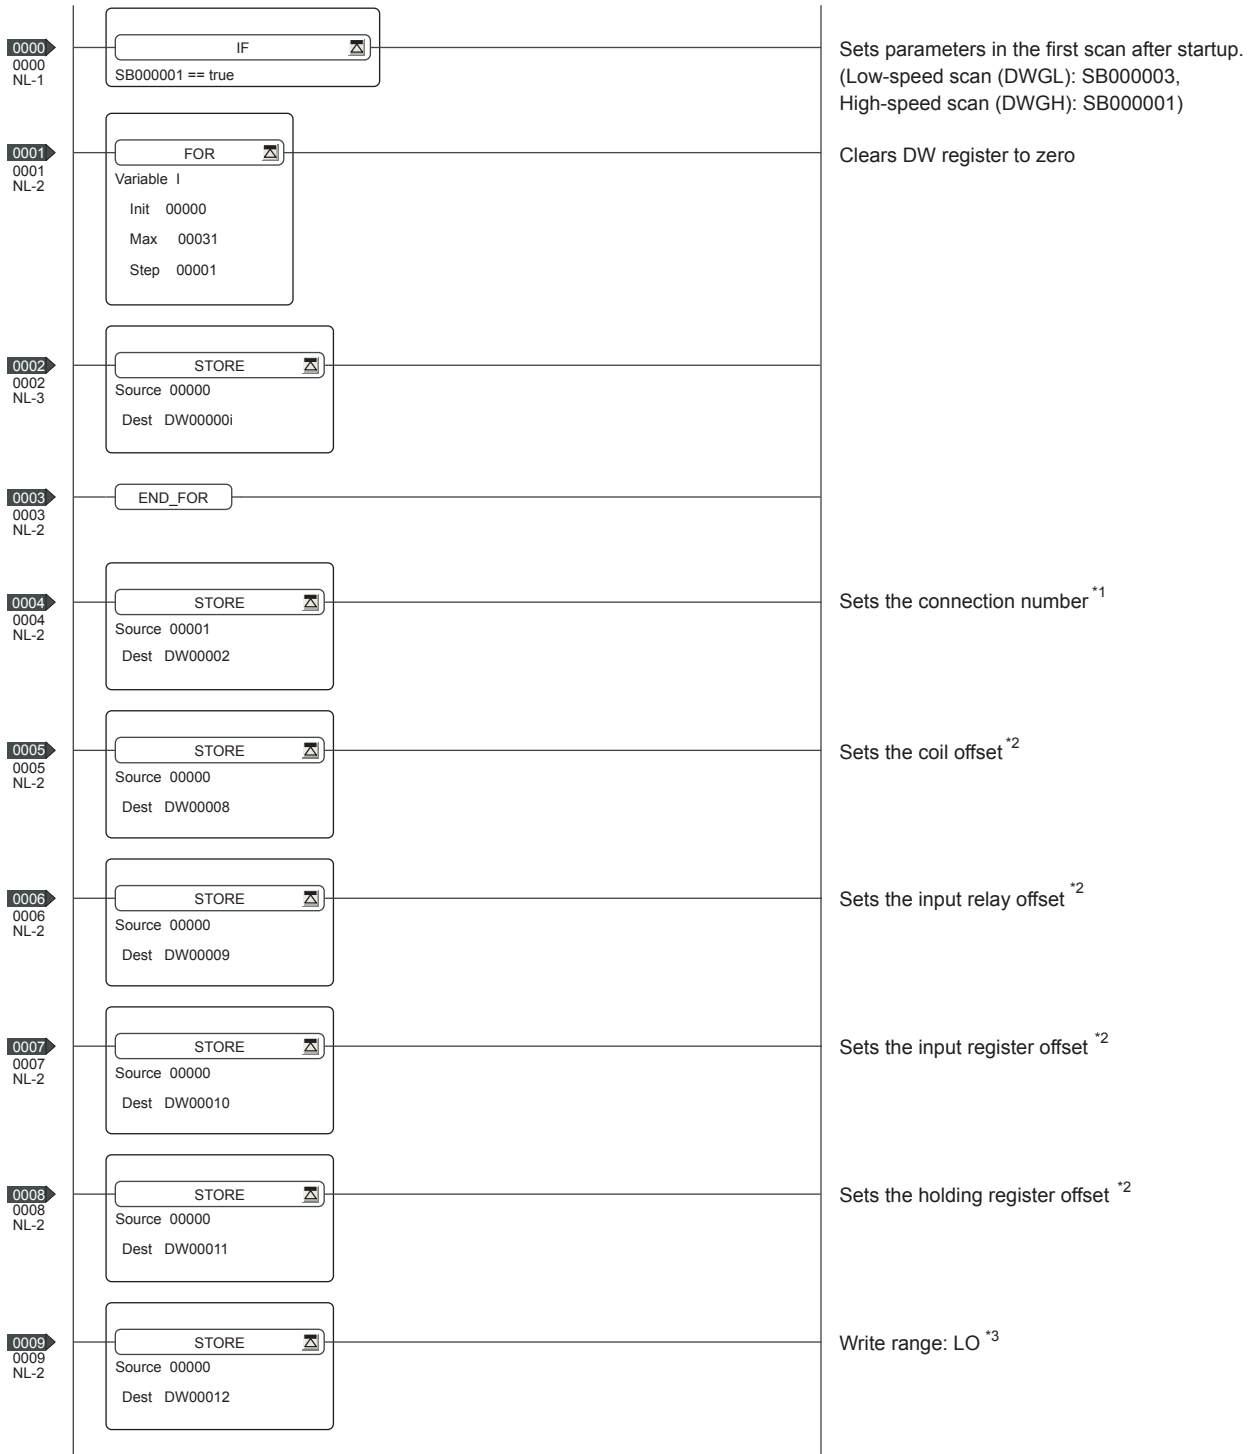 0000
0000
NL-1
IF
SB000001 == true
Sets parameters in the first scan after startup.
(Low-speed scan (DWGL): SB000003,
High-speed scan (DWGH): SB000001)
0001
0001
NL-2
FOR
Variable I
Init 00000
Max 00031
Step 00001
Clears DW register to zero
0002
0002
NL-3
STORE
Source 00000
Dest DW00000i
0003
0003
NL-2
END_FOR
0004
0004
NL-2
STORE
Source 00001
Dest DW00002
Sets the connection number *1
0005
0005
NL-2
STORE
Source 00000
Dest DW00008
Sets the coil offset *2
0006
0006
NL-2
STORE
Source 00000
Dest DW00009
Sets the input relay offset *2
0007
0007
NL-2
STORE
Source 00000
Dest DW00010
Sets the input register offset *2
0008
0008
NL-2
STORE
Source 00000
Dest DW00011
Sets the holding register offset *2
0009
0009
NL-2
STORE
Source 00000
Dest DW00012
Write range: LO *3